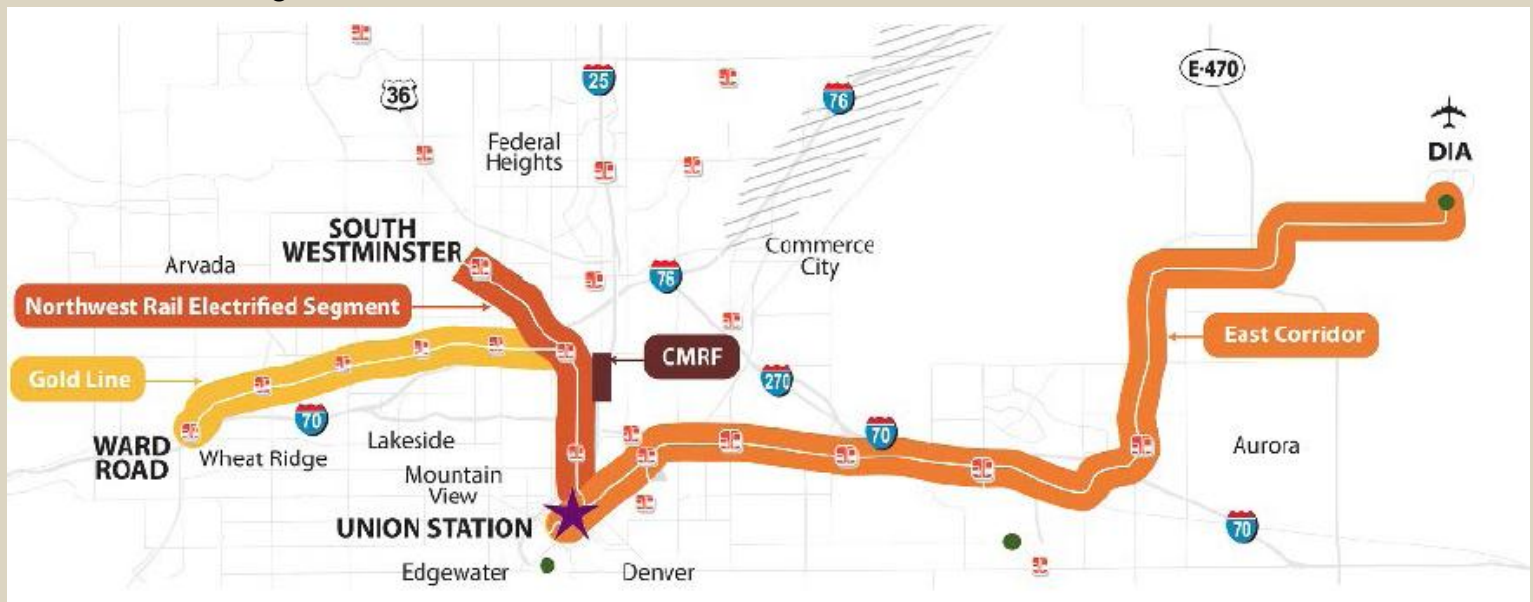 36
25
76
E-470
DIA
Federal
Heights
SOUTH
WESTMINSTER
Commerce
City
Arvada
76
Northwest Rail Electrified Segment
East Corridor
CMRF
Gold Line
270
70
70
WARD
ROAD
Wheat Ridge
Lakeside
Mountain
View
Aurora
UNION STATION
70
Edgewater
Denver